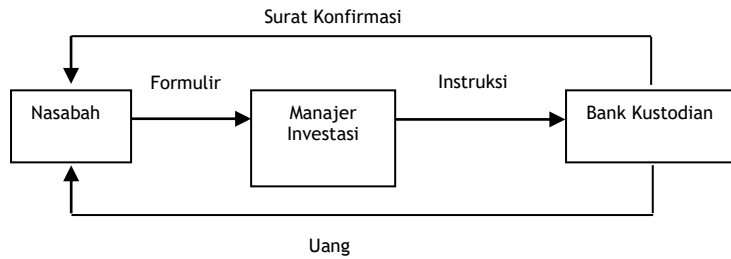 Surat Konfirmasi
Formulir
Instruksi
Nasabah
Manajer
Investasi
Bank Kustodian
Uang